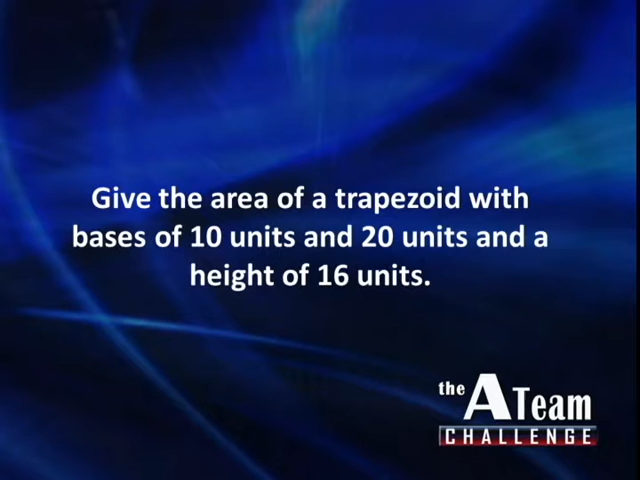 Give the area of a trapezoid with
bases of 10 units and 20 units and a
height of 16 units.
the A Team
CHALLENGE